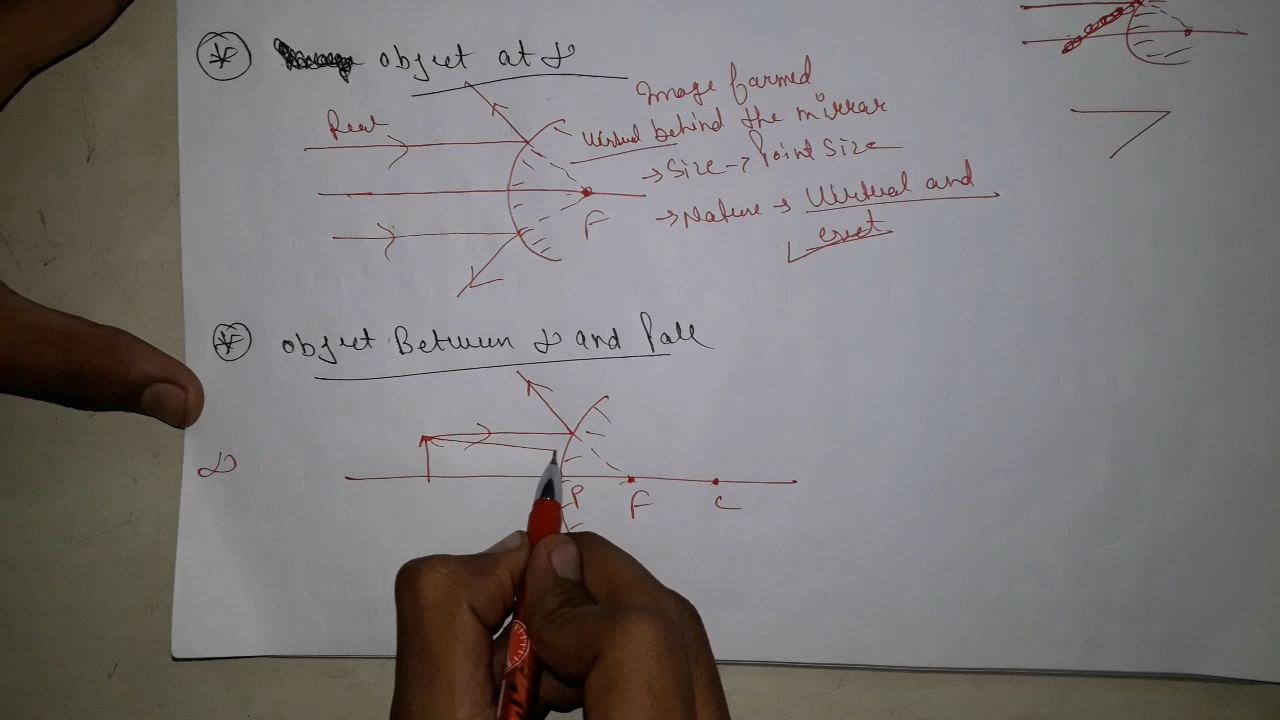 object at ∞
Real
Image formed
virtual behind the mirror
→ Size → Point Size
→ Nature → Virtual and
erect
F
object Between ∞ and Pole
∞
P F C